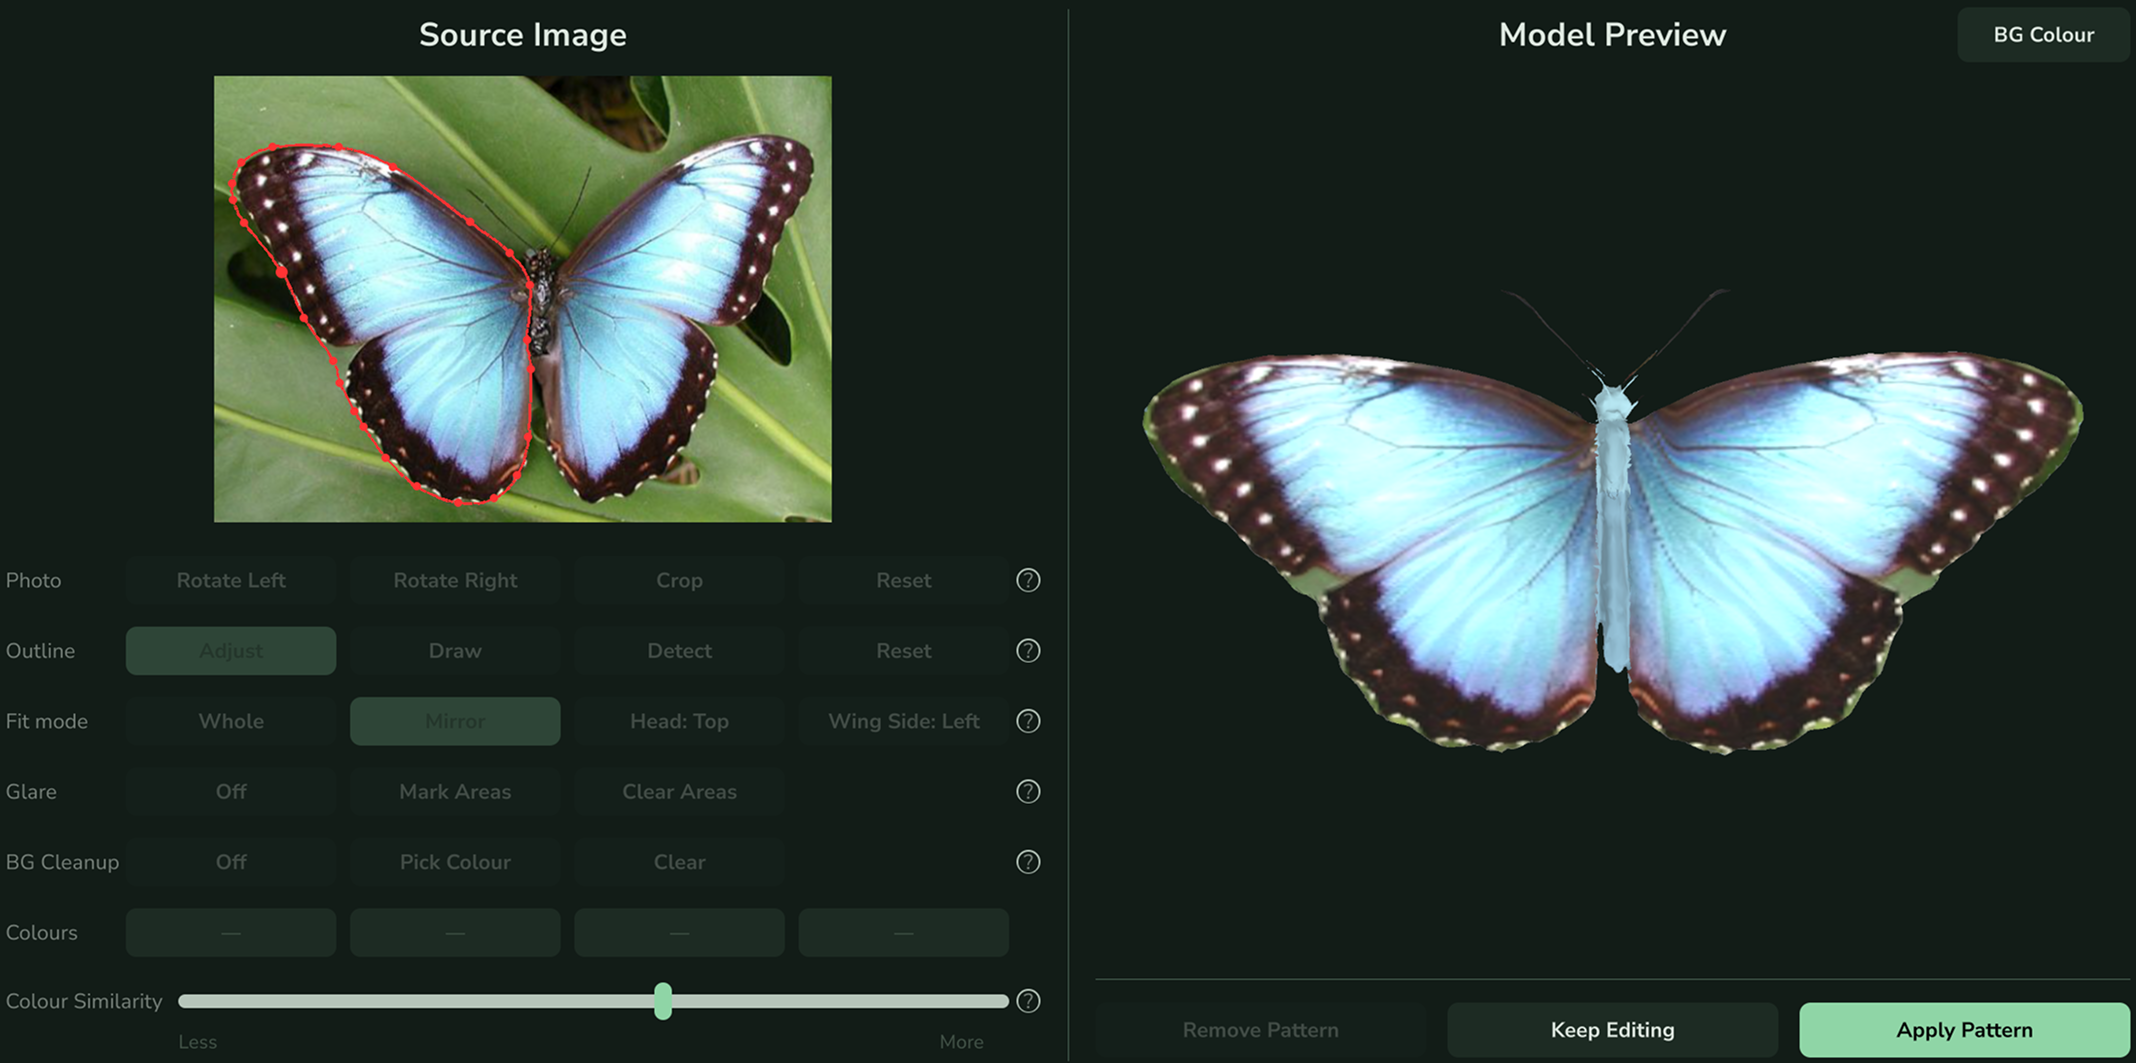 Source Image
Model Preview
BG Colour
Photo Rotate Left Rotate Right Crop Reset ?
Outline Adjust Draw Detect Reset ?
Fit mode Whole Mirror Head: Top Wing Side: Left ?
Glare Off Mark Areas Clear Areas ?
BG Cleanup Off Pick Colour Clear ?
Colours — — — —
Colour Similarity ?
Less More
Remove Pattern Keep Editing Apply Pattern